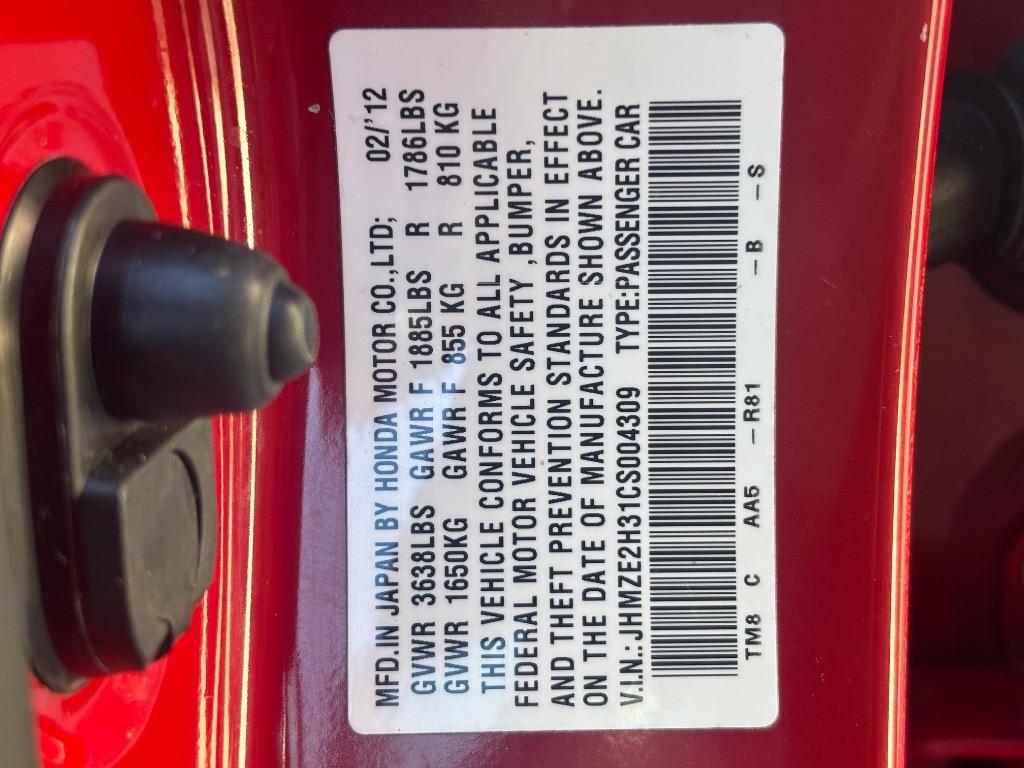 MFD.IN JAPAN BY HONDA MOTOR CO.,LTD; 02/'12
GVWR 3638LBS GAWR F 1885LBS R 1786LBS
GVWR 1650KG GAWR F 855 KG R 810 KG
THIS VEHICLE CONFORMS TO ALL APPLICABLE
FEDERAL MOTOR VEHICLE SAFETY ,BUMPER,
AND THEFT PREVENTION STANDARDS IN EFFECT
ON THE DATE OF MANUFACTURE SHOWN ABOVE.
V.I.N.:JHMZE2H31CS004309 TYPE:PASSENGER CAR
TM8 C AA5 -R81 -B -S